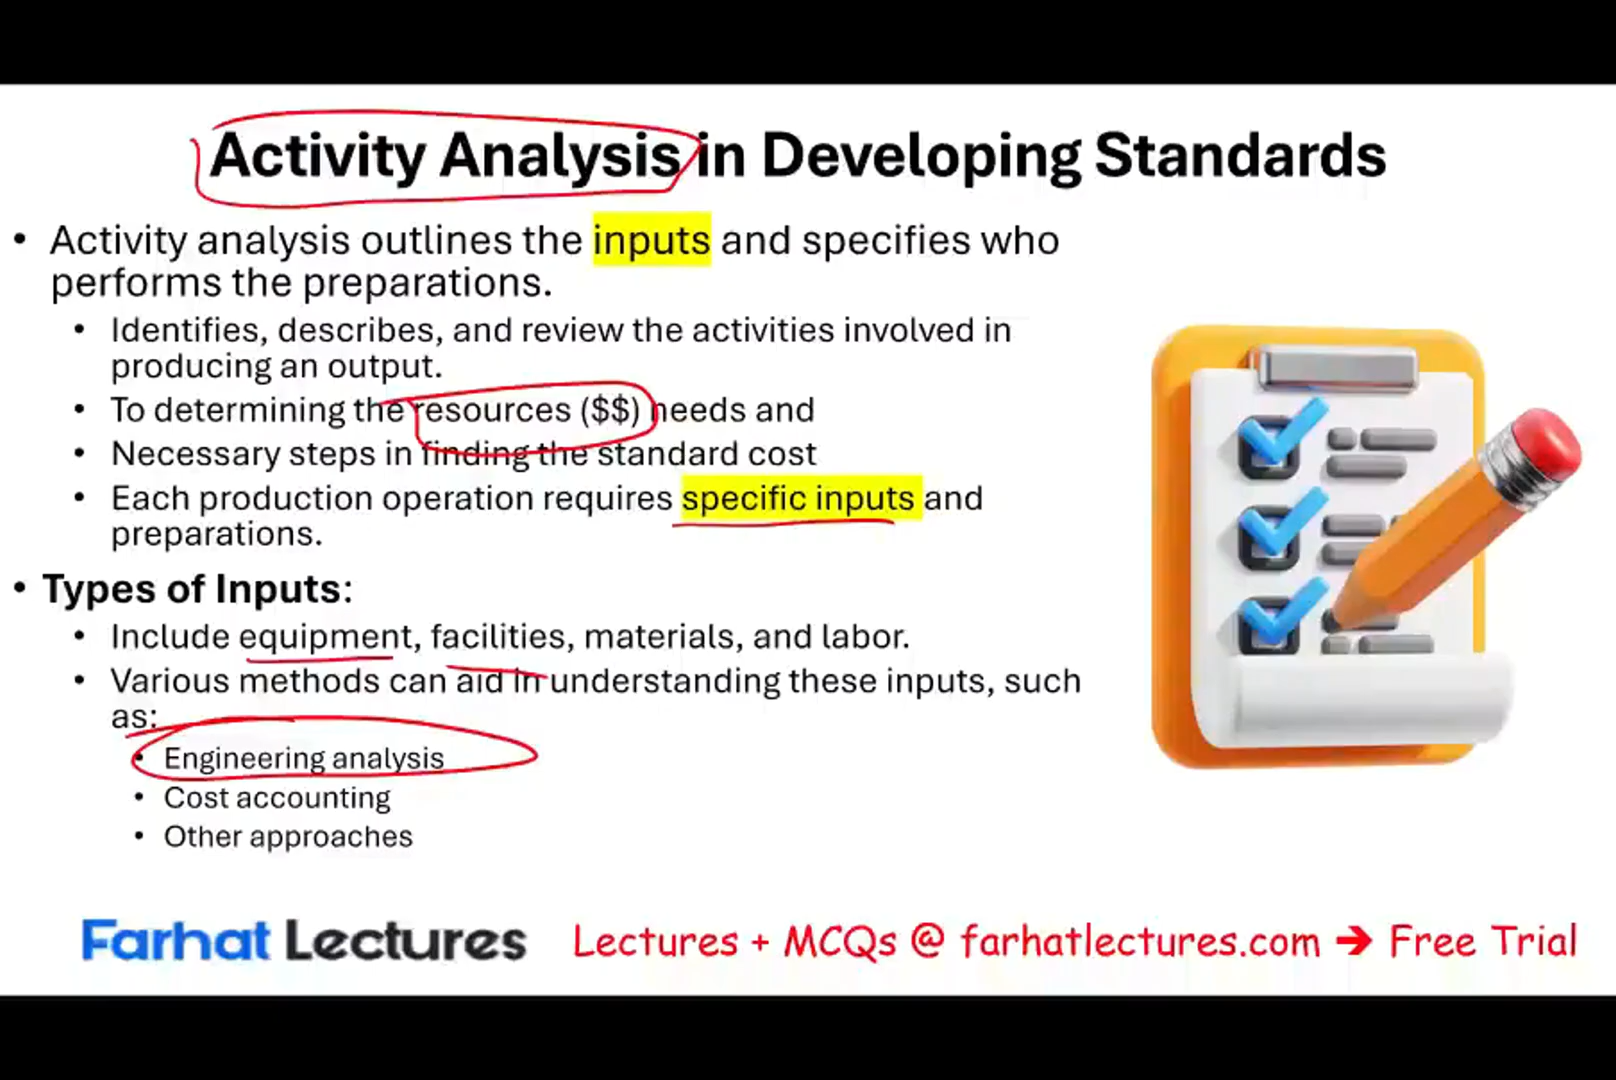 Activity Analysis in Developing Standards
• Activity analysis outlines the inputs and specifies who
performs the preparations.
• Identifies, describes, and review the activities involved in
producing an output.
• To determining the resources ($$) needs and
• Necessary steps in finding the standard cost
• Each production operation requires specific inputs and
preparations.
• Types of Inputs:
• Include equipment, facilities, materials, and labor.
• Various methods can aid in understanding these inputs, such
as:
• Engineering analysis
• Cost accounting
• Other approaches
Farhat Lectures
Lectures + MCQs @ farhatlectures.com → Free Trial